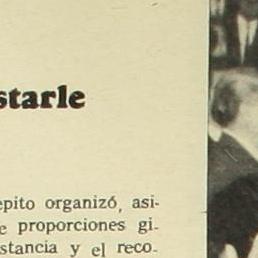 starle
epito organizó, asi-
e proporciones gi-
stancia y el reco-